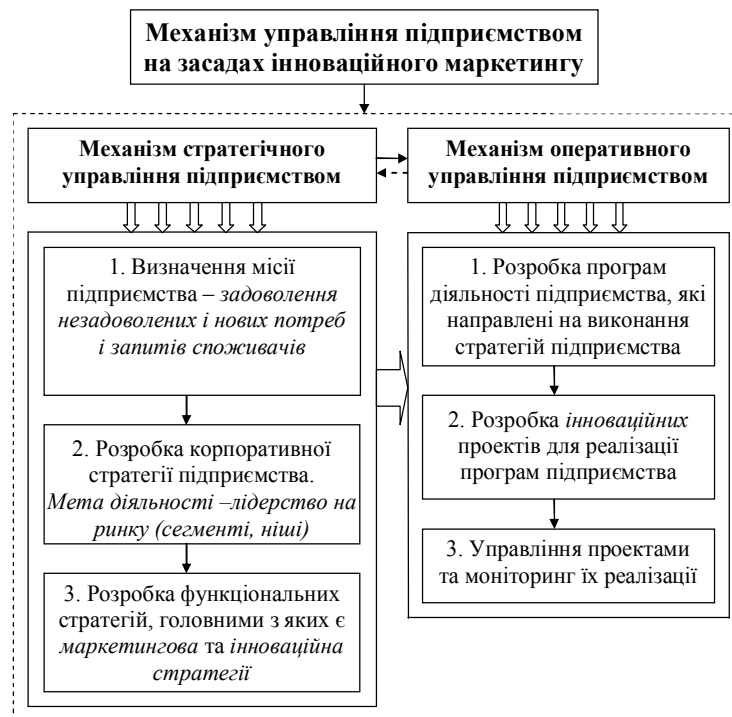 Механізм управління підприємством
на засадах інноваційного маркетингу
Механізм стратегічного
управління підприємством
Механізм оперативного
управління підприємством
1. Визначення місії
підприємства – задоволення
незадоволених і нових потреб
і запитів споживачів
2. Розробка корпоративної
стратегії підприємства.
Мета діяльності –лідерство на
ринку (сегменті, ніші)
3. Розробка функціональних
стратегій, головними з яких є
маркетингова та інноваційна
стратегії
1. Розробка програм
діяльності підприємства, які
направлені на виконання
стратегій підприємства
2. Розробка інноваційних
проектів для реалізації
програм підприємства
3. Управління проектами
та моніторинг їх реалізації